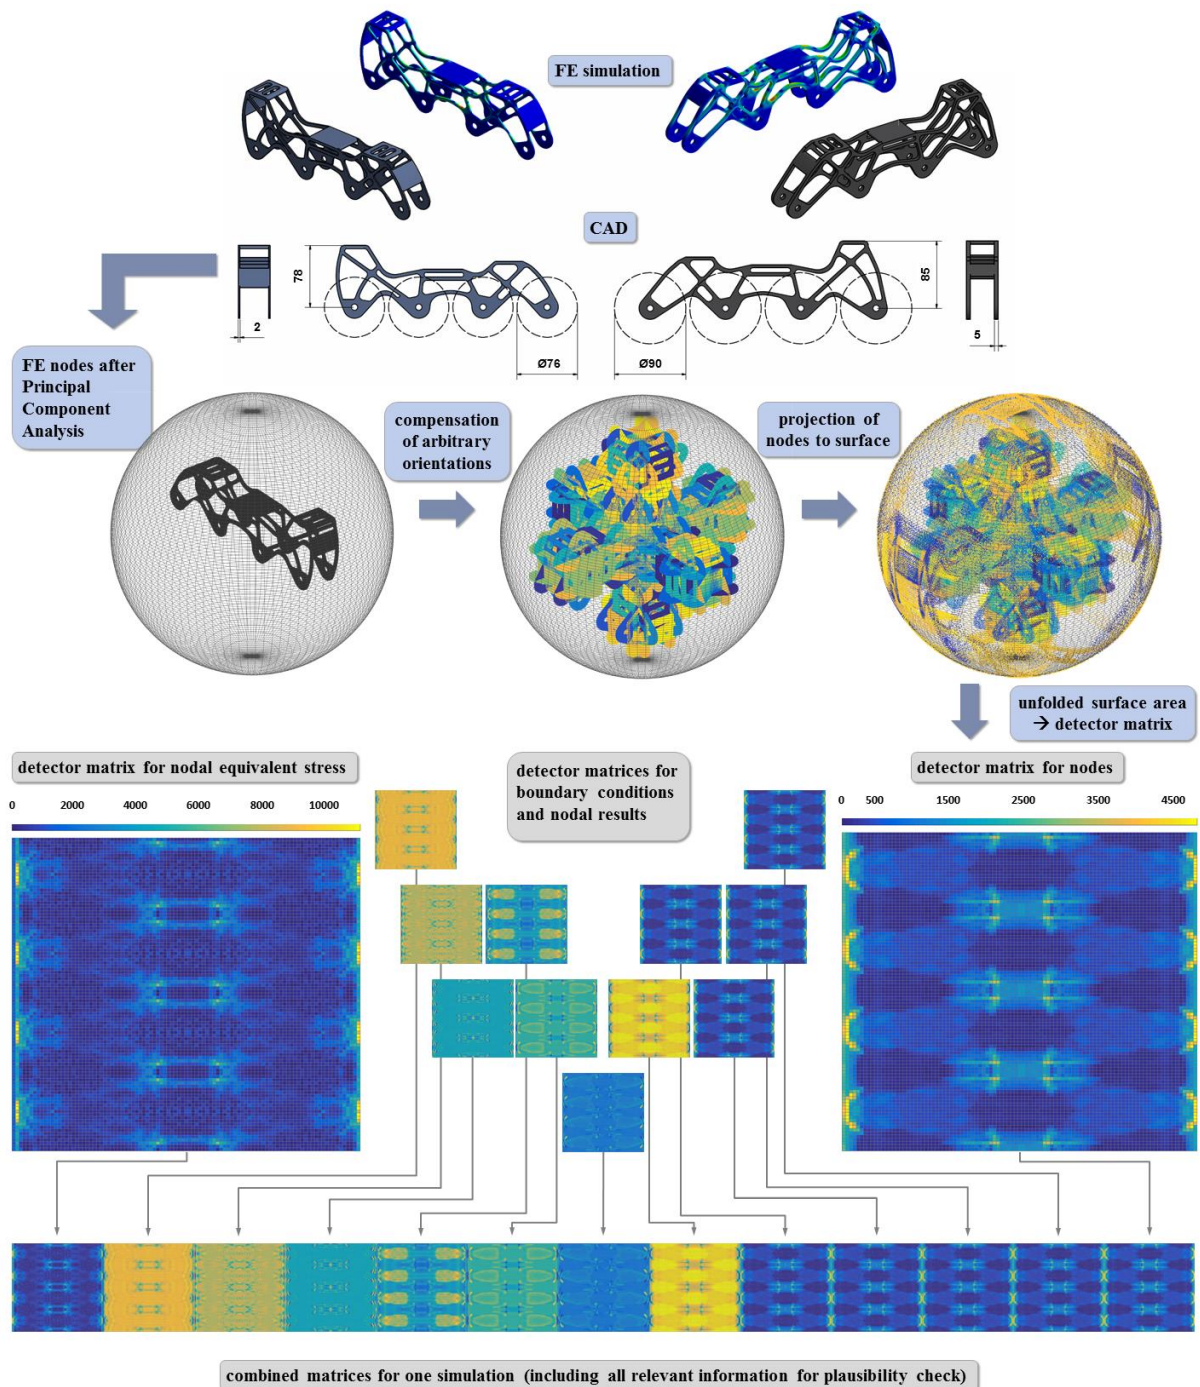 FE simulation
CAD
78
2
Ø76
Ø90
85
5
FE nodes after
Principal
Component
Analysis
compensation
of arbitrary
orientations
projection of
nodes to surface
unfolded surface area
→ detector matrix
detector matrix for nodal equivalent stress
0 2000 4000 6000 8000 10000
detector matrices for
boundary conditions
and nodal results
detector matrix for nodes
0 500 1500 2500 3500 4500
combined matrices for one simulation (including all relevant information for plausibility check)